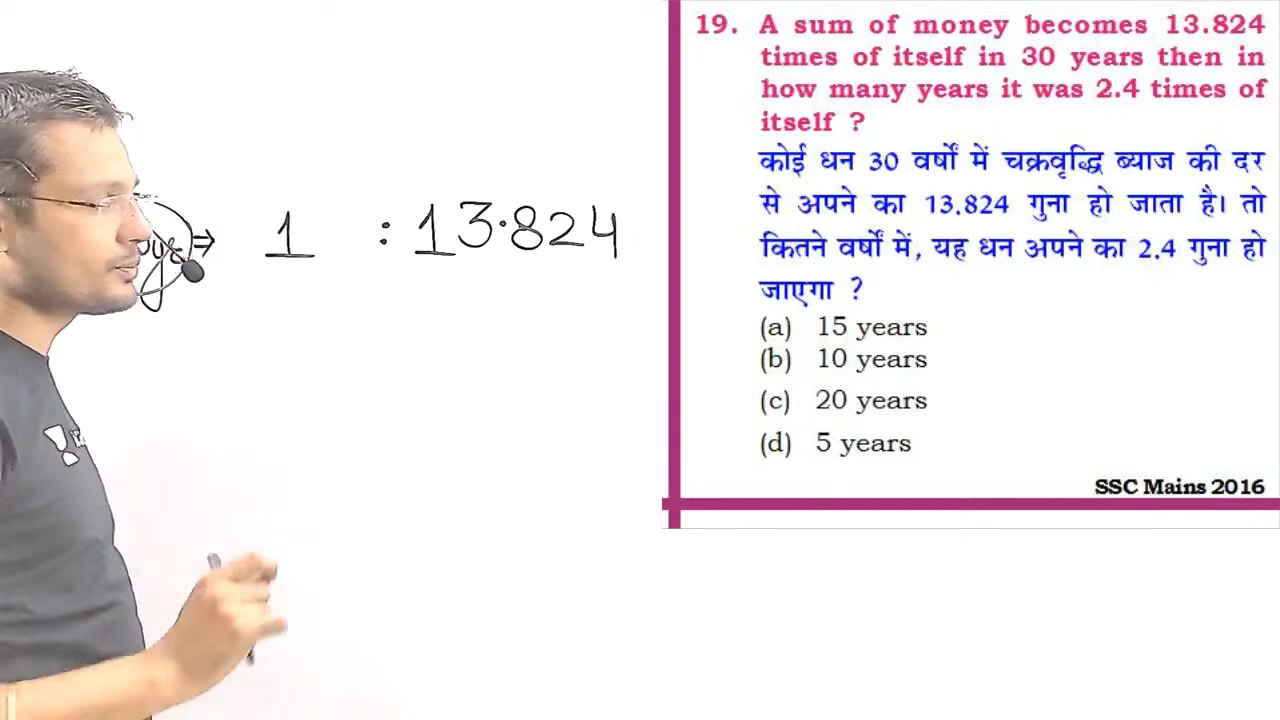 19. A sum of money becomes 13.824
times of itself in 30 years then in
how many years it was 2.4 times of
itself ?
कोई धन 30 वर्षों में चक्रवृद्धि ब्याज की दर
से अपने का 13.824 गुना हो जाता है। तो
कितने वर्षों में, यह धन अपने का 2.4 गुना हो
जाएगा ?
(a) 15 years
(b) 10 years
(c) 20 years
(d) 5 years
SSC Mains 2016
⇒ 1 : 13.824